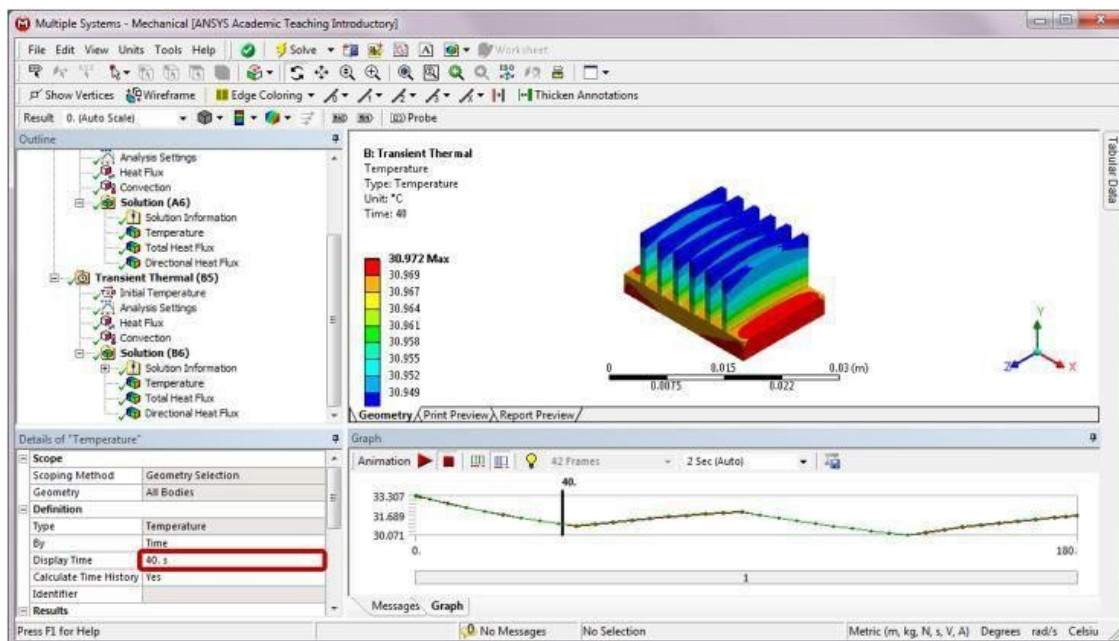 Multiple Systems - Mechanical [ANSYS Academic Teaching Introductory]
File Edit View Units Tools Help Solve Worksheet
Show Vertices Wireframe Edge Coloring Thicken Annotations
Result 0. (Auto Scale) Probe
Outline
Analysis Settings
Heat Flux
Convection
Solution (A6)
Solution Information
Temperature
Total Heat Flux
Directional Heat Flux
Transient Thermal (B5)
Initial Temperature
Analysis Settings
Heat Flux
Convection
Solution (B6)
Solution Information
Temperature
Total Heat Flux
Directional Heat Flux
B: Transient Thermal
Temperature
Type: Temperature
Unit: °C
Time: 40
30.972 Max
30.969
30.967
30.964
30.961
30.958
30.955
30.952
30.949
0 0.015 0.03 (m)
0.0075 0.022
Y
Z X
Tabular Data
Geometry Print Preview Report Preview
Details of "Temperature"
Scope
Scoping Method Geometry Selection
Geometry All Bodies
Definition
Type Temperature
By Time
Display Time 40. s
Calculate Time History Yes
Identifier
Results
Graph
Animation 42 Frames 2 Sec (Auto)
40.
33.307
31.689
30.071
0. 180.
1
Messages Graph
Press F1 for Help No Messages No Selection Metric (m, kg, N, s, V, A) Degrees rad/s Celsiu